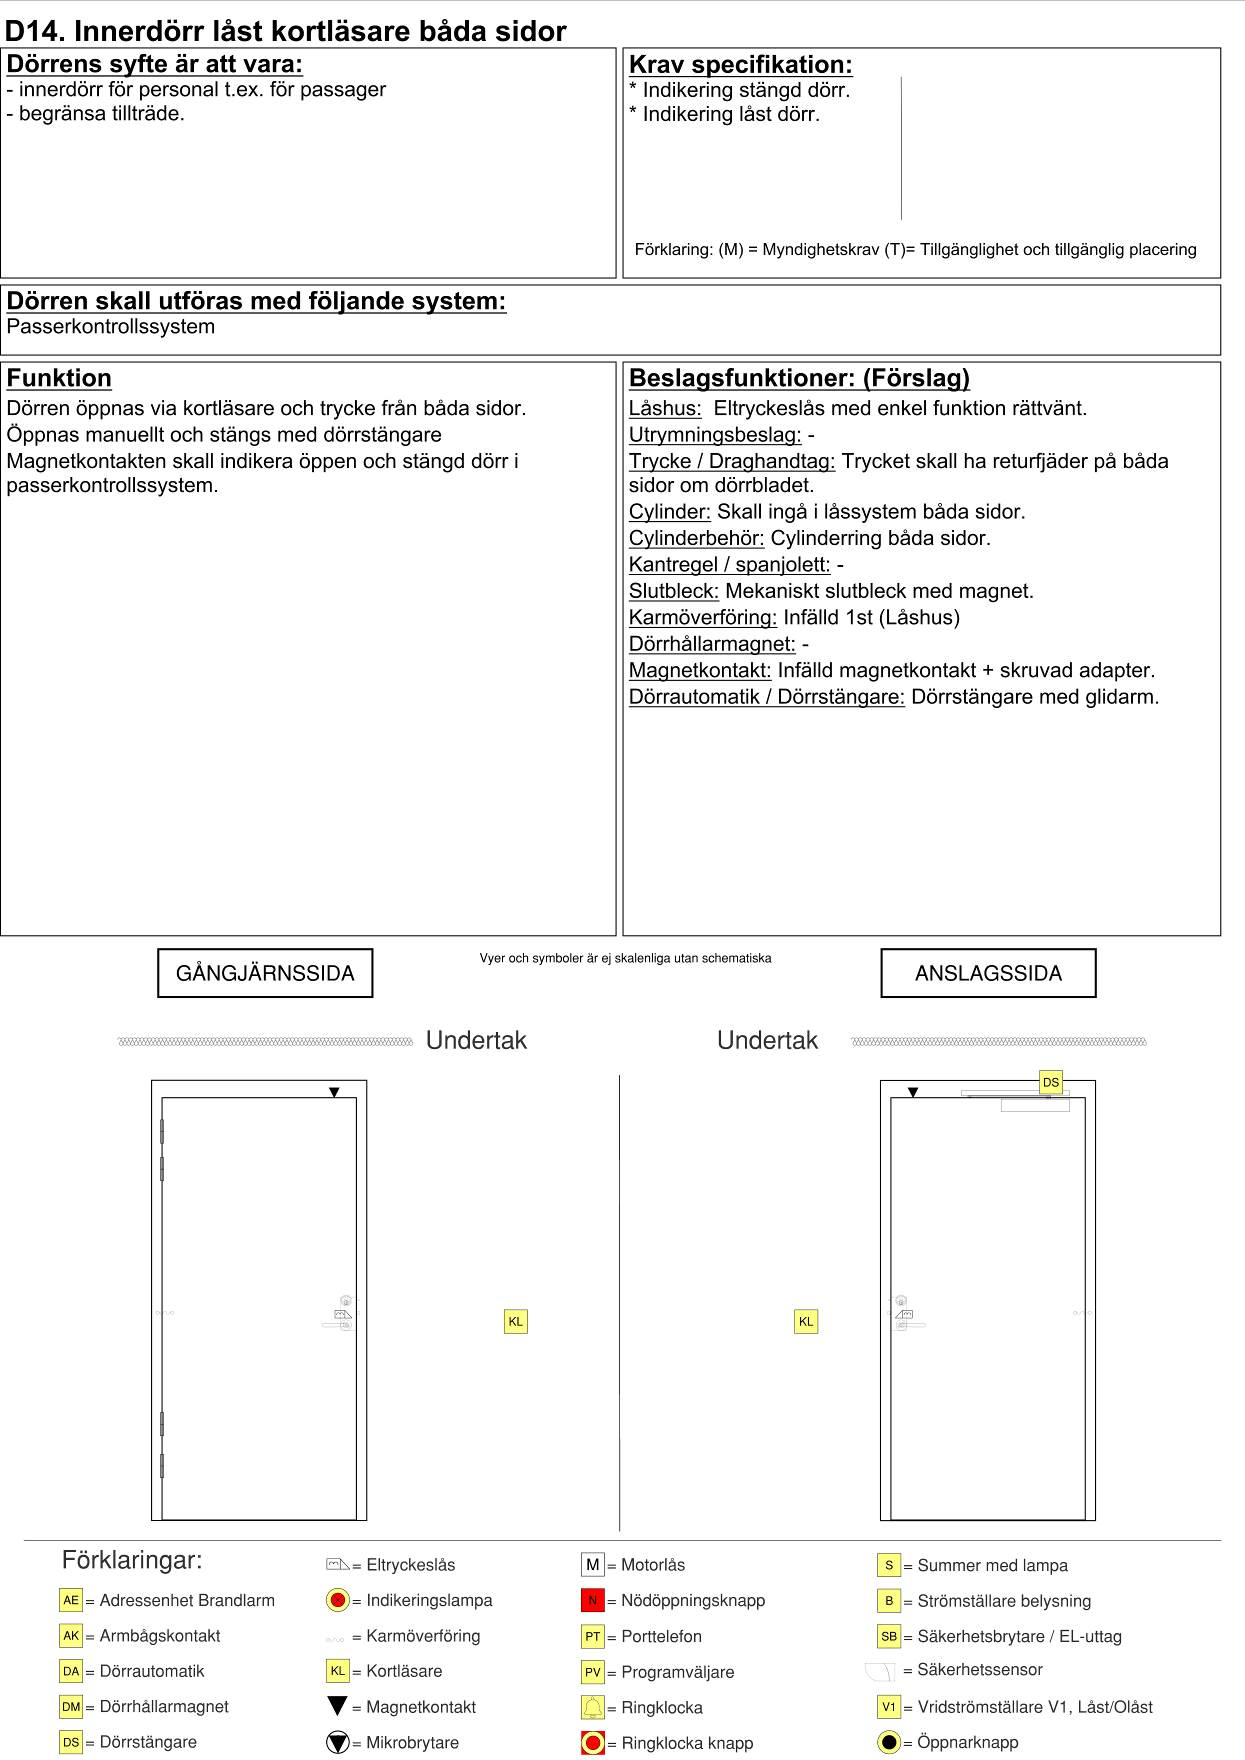 D14. Innerdörr låst kortläsare båda sidor
Dörrens syfte är att vara:
- innerdörr för personal t.ex. för passager
- begränsa tillträde.
Krav specifikation:
* Indikering stängd dörr.
* Indikering låst dörr.
Förklaring: (M) = Myndighetskrav (T)= Tillgänglighet och tillgänglig placering
Dörren skall utföras med följande system:
Passerkontrollssystem
Funktion
Dörren öppnas via kortläsare och trycke från båda sidor.
Öppnas manuellt och stängs med dörrstängare
Magnetkontakten skall indikera öppen och stängd dörr i
passerkontrollssystem.
Beslagsfunktioner: (Förslag)
Låshus: Eltryckeslås med enkel funktion rättvänt.
Utrymningsbeslag: -
Trycke / Draghandtag: Trycket skall ha returfjäder på båda
sidor om dörrbladet.
Cylinder: Skall ingå i låssystem båda sidor.
Cylinderbehör: Cylinderring båda sidor.
Kantregel / spanjolett: -
Slutbleck: Mekaniskt slutbleck med magnet.
Karmöverföring: Infälld 1st (Låshus)
Dörrhållarmagnet: -
Magnetkontakt: Infälld magnetkontakt + skruvad adapter.
Dörrautomatik / Dörrstängare: Dörrstängare med glidarm.
GÅNGJÄRNSSIDA
Vyer och symboler är ej skalenliga utan schematiska
ANSLAGSSIDA
Undertak
Undertak
DS
KL
KL
Förklaringar:
AE = Adressenhet Brandlarm
AK = Armbågskontakt
DA = Dörrautomatik
DM = Dörrhållarmagnet
DS = Dörrstängare
= Eltryckeslås
= Indikeringslampa
= Karmöverföring
KL = Kortläsare
= Magnetkontakt
= Mikrobrytare
M = Motorlås
N = Nödöppningsknapp
PT = Porttelefon
PV = Programväljare
= Ringklocka
= Ringklocka knapp
S = Summer med lampa
B = Strömställare belysning
SB = Säkerhetsbrytare / EL-uttag
= Säkerhetssensor
V1 = Vridströmställare V1, Låst/Olåst
= Öppnarknapp